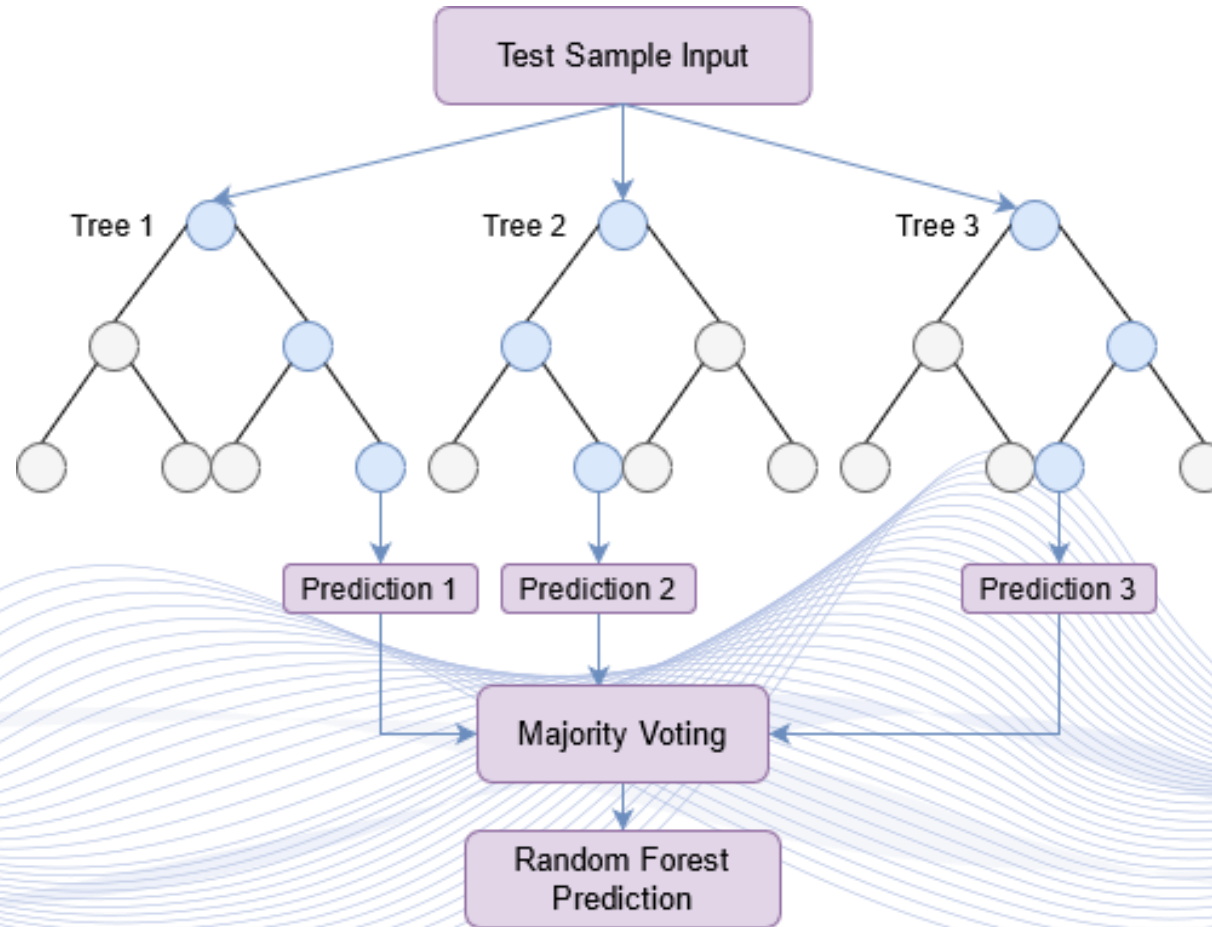 Test Sample Input
Tree 1
Tree 2
Tree 3
Prediction 1
Prediction 2
Prediction 3
Majority Voting
Random Forest
Prediction